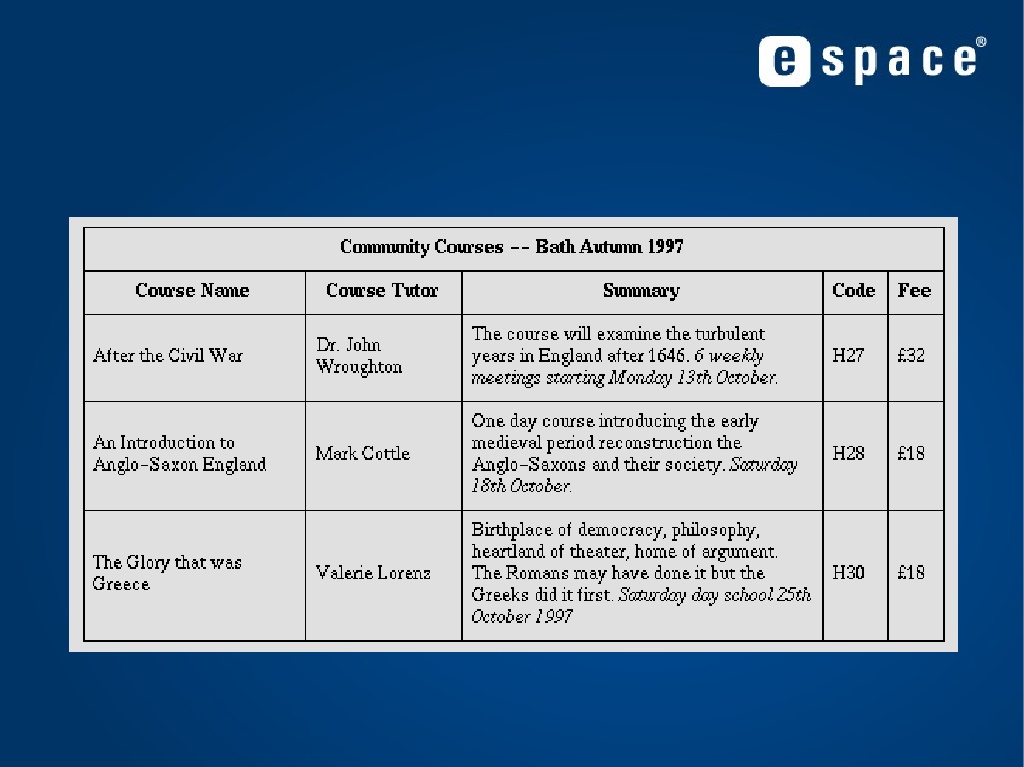 e space®
Community Courses -- Bath Autumn 1997
Course Name
Course Tutor
Summary
Code
Fee
After the Civil War
Dr. John
Wroughton
The course will examine the turbulent
years in England after 1646. 6 weekly
meetings starting Monday 13th October.
H27
£32
An Introduction to
Anglo-Saxon England
Mark Cottle
One day course introducing the early
medieval period reconstruction the
Anglo-Saxons and their society. Saturday
18th October.
H28
£18
The Glory that was
Greece
Valerie Lorenz
Birthplace of democracy, philosophy,
heartland of theater, home of argument.
The Romans may have done it but the
Greeks did it first. Saturday day school 25th
October 1997
H30
£18